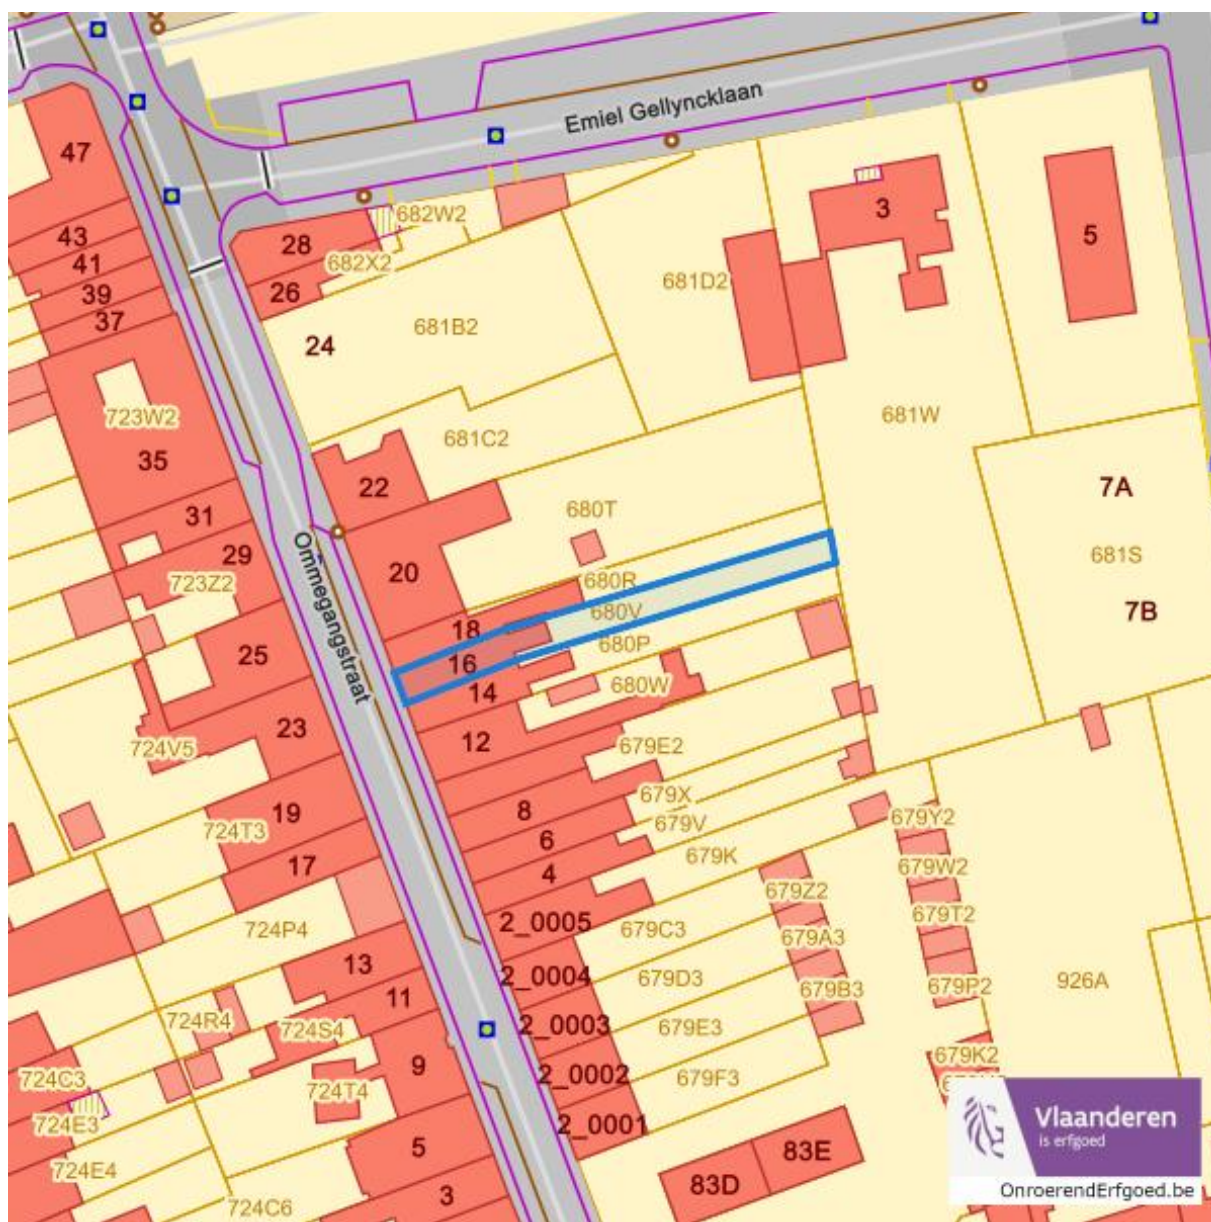 Emiel Gellyncklaan
47
43
41
39
37
28
682W2
682X2
26
24
681B2
681D2
3
5
723W2
35
681C2
681W
22
31
29
723Z2
20
680T
7A
681S
7B
Ommegangstraat
680R
18
680V
16
680P
14
680W
25
12
679E2
23
724V5
679X
8
679V
6
19
724T3
679K
679Y2
4
17
679W2
679Z2
2_0005
679C3
679T2
724P4
679A3
13
2_0004
679D3
679P2
926A
11
679B3
724R4
724S4
2_0003
679E3
9
679K2
724C3
2_0002
679F3
724T4
724E3
2_0001
5
724E4
83E
83D
3
724C6
Vlaanderen
is erfgoed
OnroerendErfgoed.be